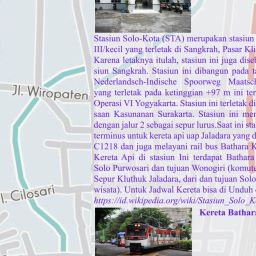 Stasiun Solo-Kota (STA) merupakan stasiun
III/kecil yang terletak di Sangkrah, Pasar Kli
Karena letaknya itulah, stasiun ini juga dise
siun Sangkrah. Stasiun ini dibangun pada ta
Nederlandsch-Indische Spoorweg Maatsc
yang terletak pada ketinggian +97 m ini ter
Operasi VI Yogyakarta. Stasiun ini terletak di
saan Kasunanan Surakarta. Stasiun ini mer
dengan jalur 2 sebagai sepur lurus.Saat ini sta
terminus untuk kereta api uap Jaladara yang d
C1218 dan juga melayani rail bus Bathara K
Kereta Api di stasiun Ini terdapat Bathara
Solo Purwosari dan tujuan Wonogiri (komute
Sepur Kluthuk Jaladara, dari dan tujuan Solo
wisata). Untuk Jadwal Kereta bisa di Unduh
https://id.wikipedia.org/wiki/Stasiun_Solo_K
Kereta Bathar
Jl. Wiropaten
l. Cilosari